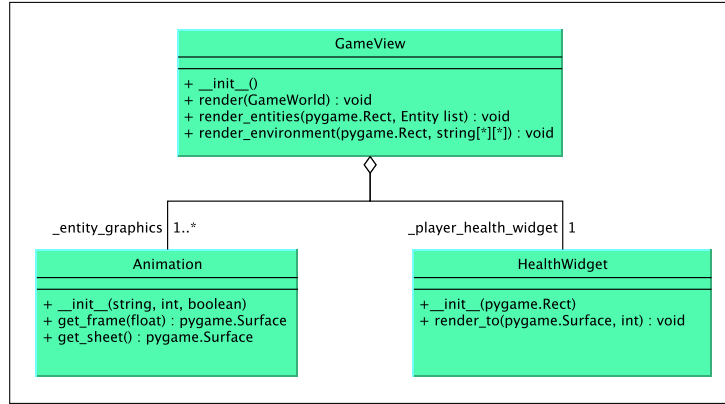 GameView
+ __init__()
+ render(GameWorld) : void
+ render_entities(pygame.Rect, Entity list) : void
+ render_environment(pygame.Rect, string[*][*]) : void
_entity_graphics 1..*
_player_health_widget 1
Animation
+ __init__(string, int, boolean)
+ get_frame(float) : pygame.Surface
+ get_sheet() : pygame.Surface
HealthWidget
+__init__(pygame.Rect)
+ render_to(pygame.Surface, int) : void